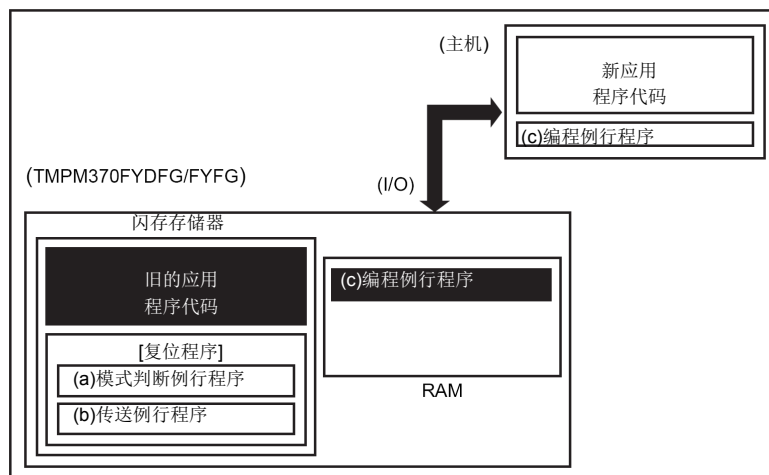 (主机)
新应用
程序代码
(c)编程例行程序
(TMPM370FYDFG/FYFG)
(I/O)
闪存存储器
旧的应用
程序代码
(c)编程例行程序
[复位程序]
(a)模式判断例行程序
(b)传送例行程序
RAM